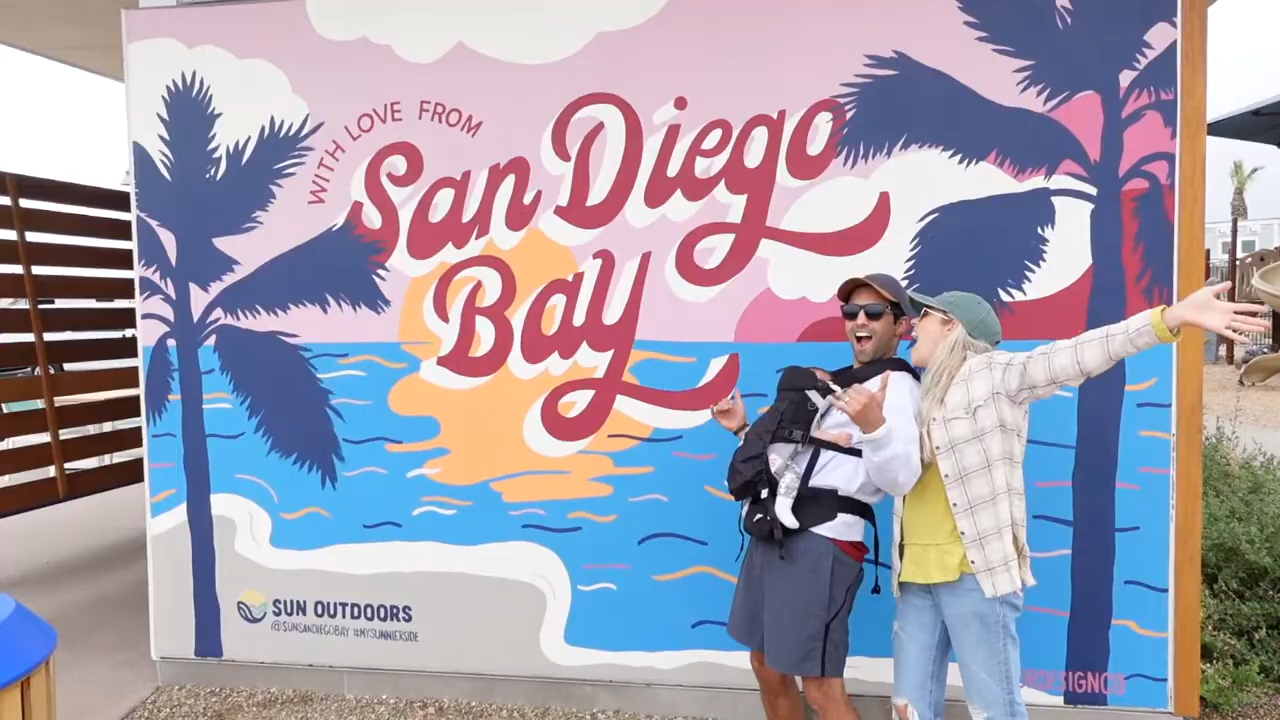 WITH LOVE FROM
San Diego
Bay
SUN OUTDOORS
@SUNSANDIEGOBAY #MYSUNNIERSIDE